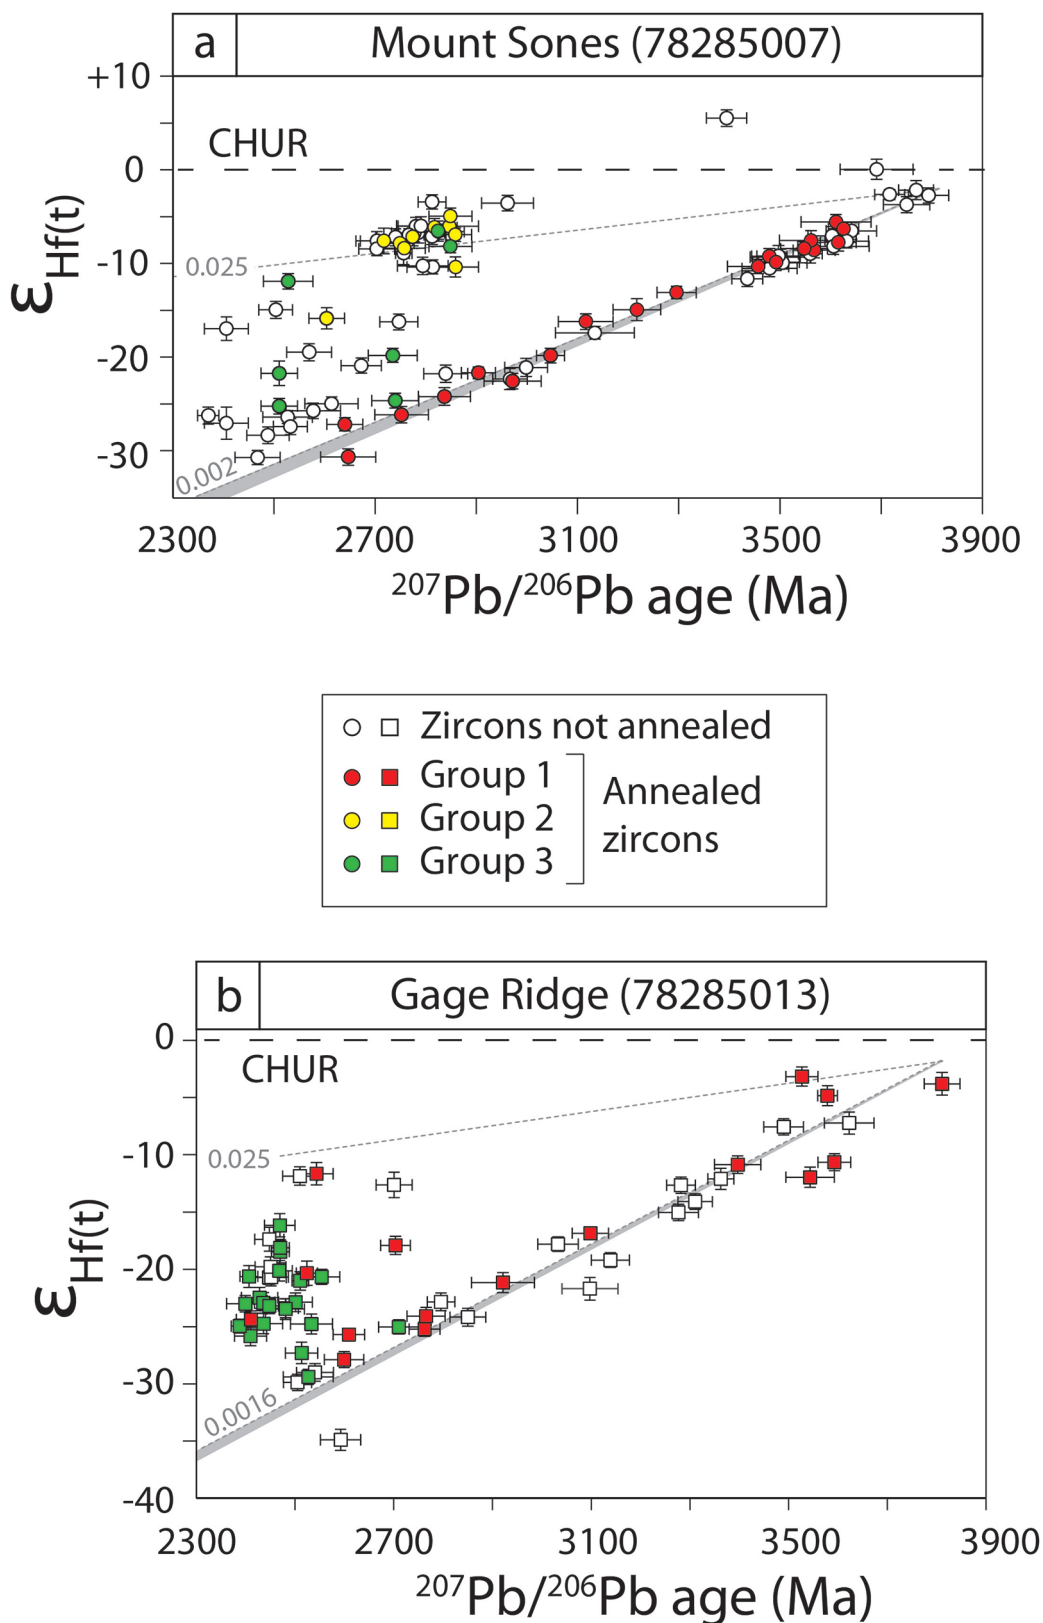 a Mount Sones (78285007)
+10
CHUR
0
-10
0.025
-20
-30
0.002
εHf(t)
2300 2700 3100 3500 3900
207Pb/206Pb age (Ma)
Zircons not annealed
Group 1
Group 2
Group 3
Annealed
zircons
b Gage Ridge (78285013)
0
CHUR
-10
0.025
-20
-30
0.0016
-40
εHf(t)
2300 2700 3100 3500 3900
207Pb/206Pb age (Ma)